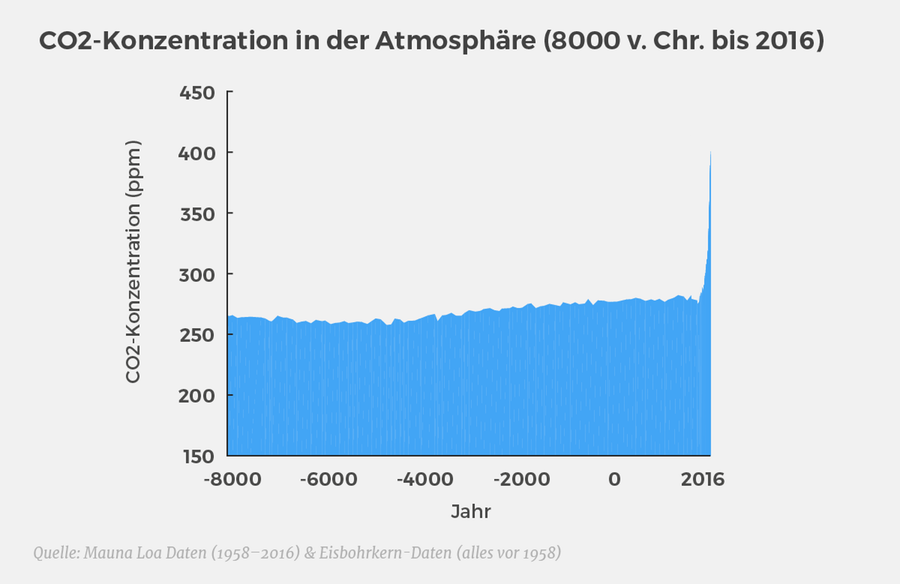 CO2-Konzentration in der Atmosphäre (8000 v. Chr. bis 2016)
CO2-Konzentration (ppm)
450
400
350
300
250
200
150
-8000 -6000 -4000 -2000 0 2016
Jahr
Quelle: Mauna Loa Daten (1958–2016) & Eisbohrkern-Daten (alles vor 1958)